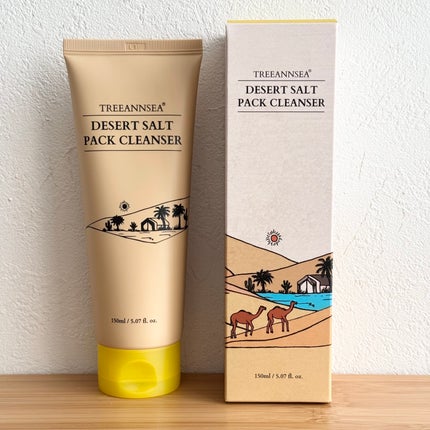 TREEANNSEA®
DESERT SALT
PACK CLEANSER
150ml / 5.07 fl. oz.
TREEANNSEA®
DESERT SALT
PACK CLEANSER
150ml / 5.07 fl. oz.